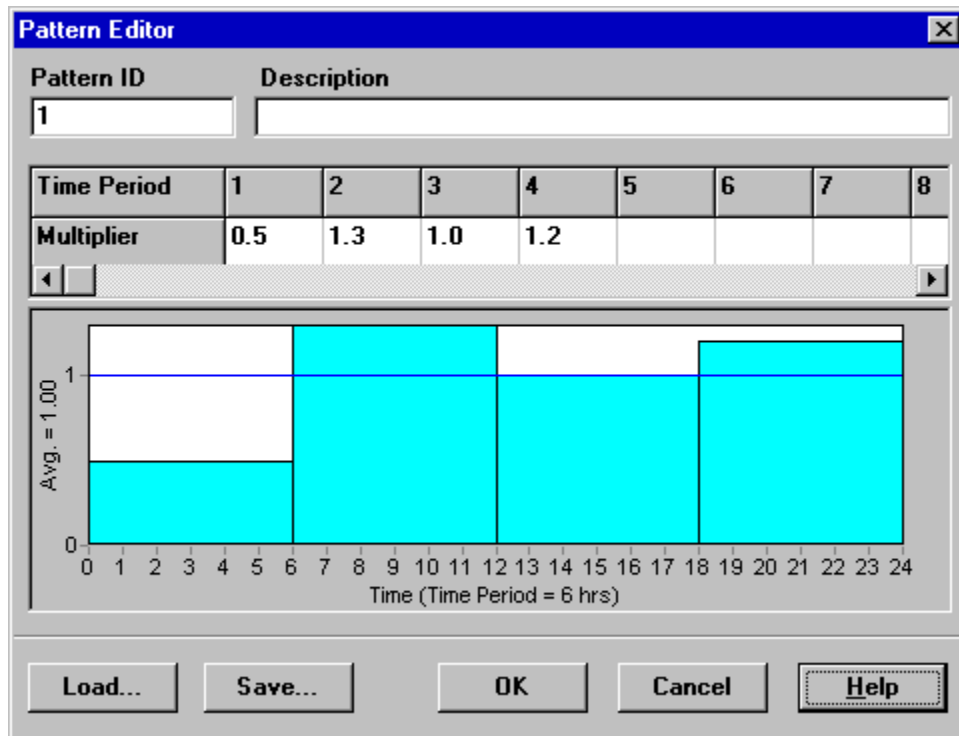 Pattern Editor
Pattern ID
Description
1
Time Period 1 2 3 4 5 6 7 8
Multiplier 0.5 1.3 1.0 1.2
Avg. = 1.00
1
0
0 1 2 3 4 5 6 7 8 9 10 11 12 13 14 15 16 17 18 19 20 21 22 23 24
Time (Time Period = 6 hrs)
Load... Save... OK Cancel Help